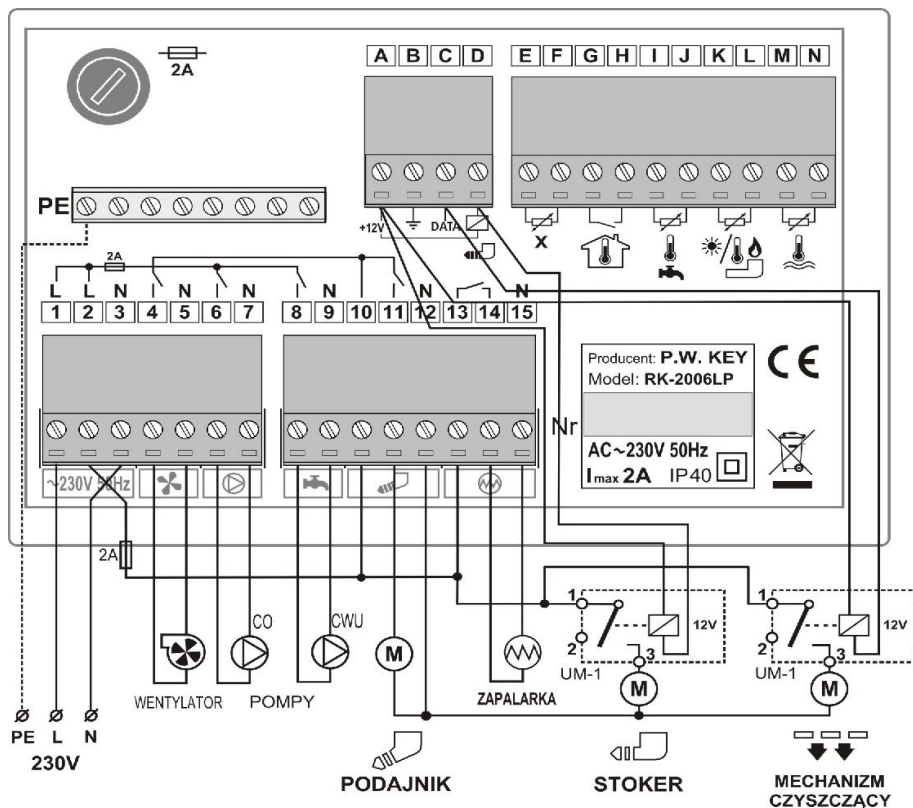 2A
A B C D
E F G H I J K L M N
PE
+12V DATA
X
2A
L L N N N N N
1 2 3 4 5 6 7 8 9 10 11 12 13 14 15
Producent: P.W. KEY
Model: RK-2006LP
Nr
AC~230V 50Hz
Imax 2A IP40
CE
~230V 50Hz
2A
CO
CWU
M
WENTYLATOR
POMPY
ZAPALARKA
1
2
3
12V
UM-1
M
1
2
3
12V
UM-1
M
PE L N
230V
PODAJNIK
STOKER
MECHANIZM
CZYSZCZĄCY